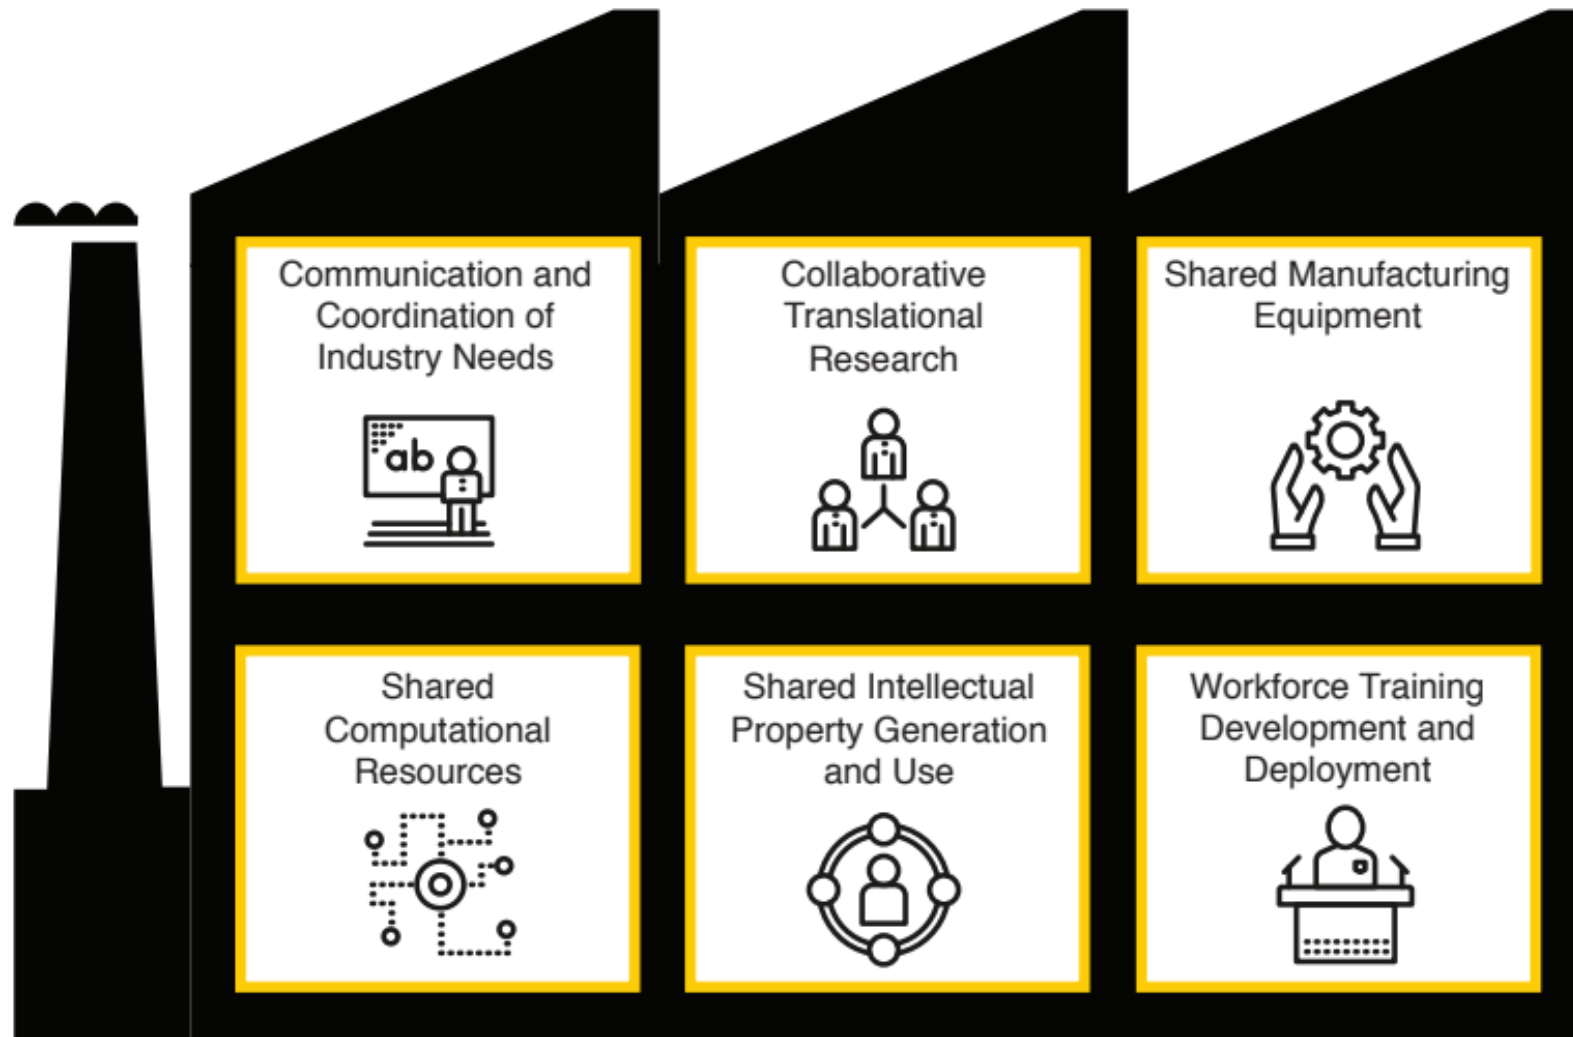 Communication and
Coordination of
Industry Needs
ab
Collaborative
Translational
Research
Shared Manufacturing
Equipment
Shared
Computational
Resources
Shared Intellectual
Property Generation
and Use
Workforce Training
Development and
Deployment